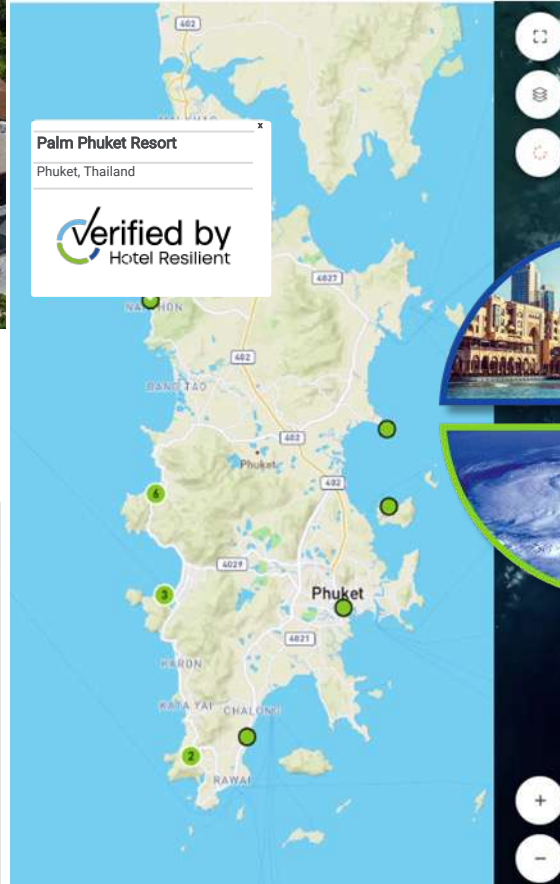 402
x
Palm Phuket Resort
Phuket, Thailand
verified by
Hotel Resilient
4027
402
BANG TAO
402
Phuket
402
6
4029
3
Phuket
4021
KARON
KATA YAI
CHALONG
2
RAWAI
+
−